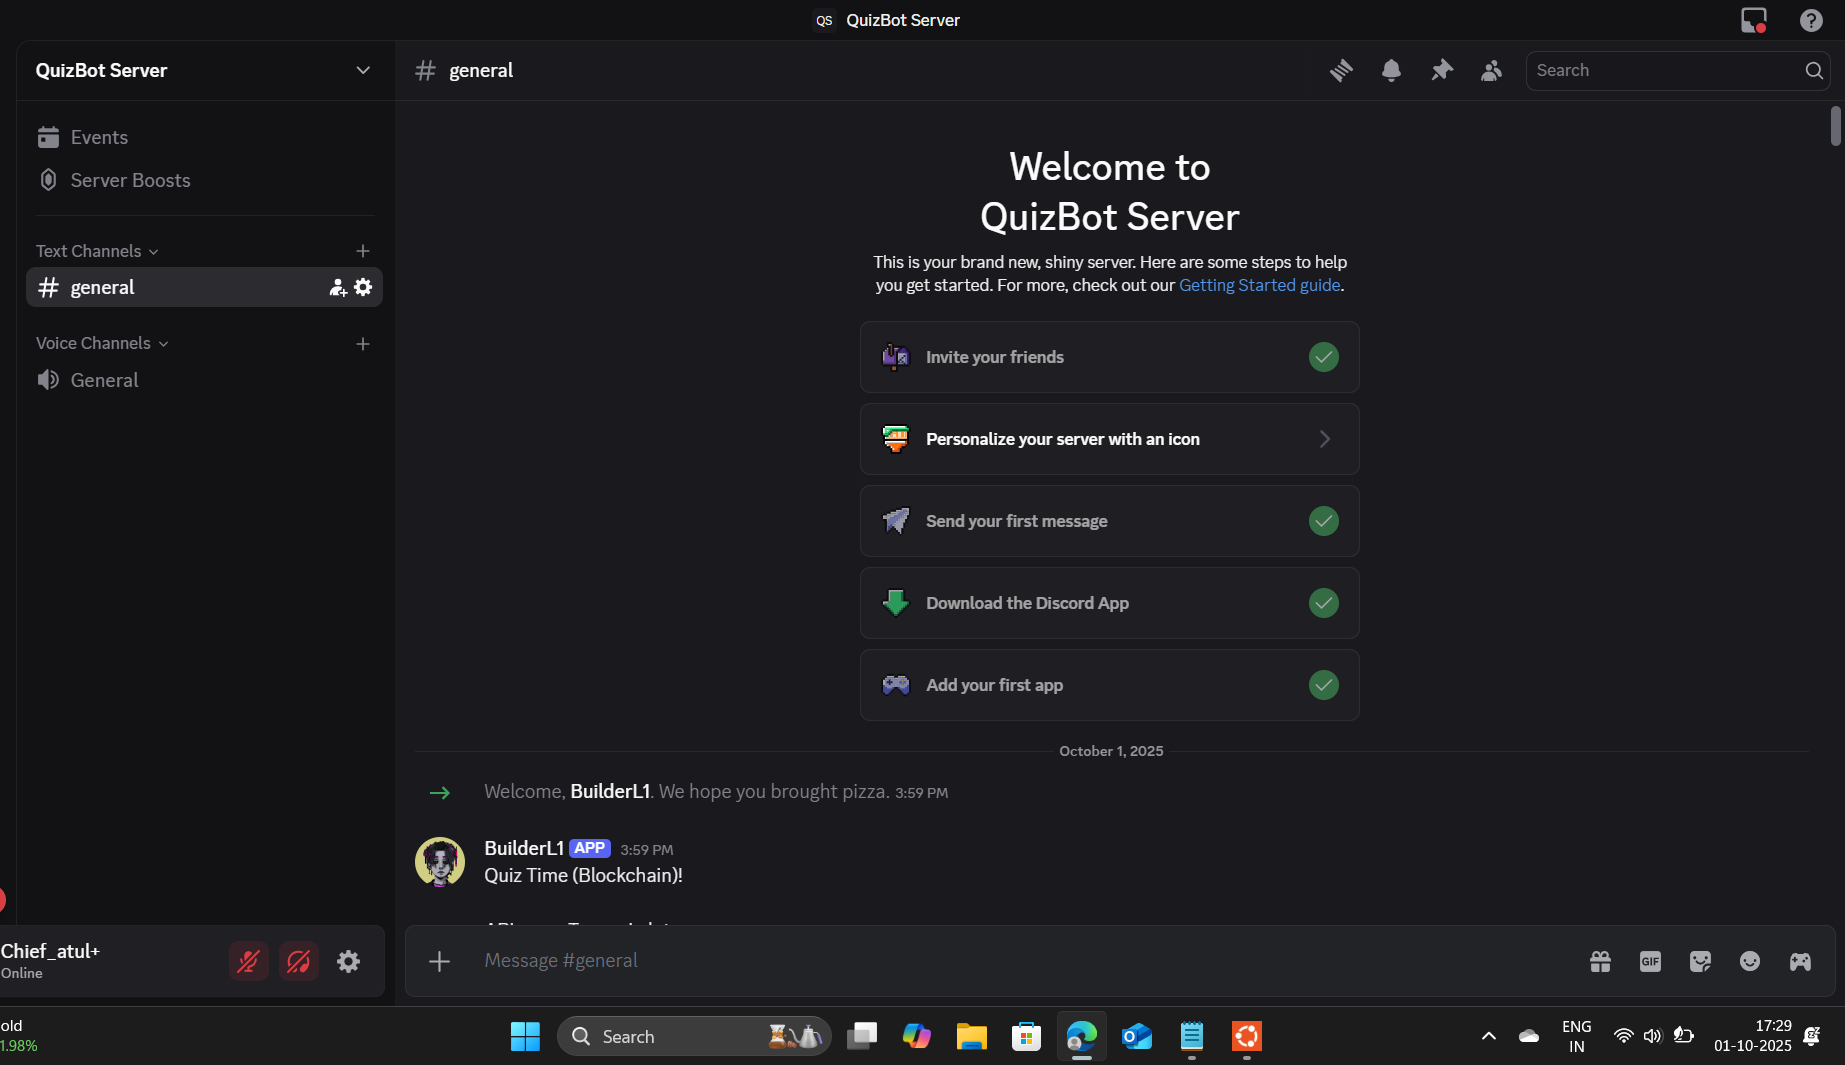 QS QuizBot Server
QuizBot Server
Events
Server Boosts
Text Channels
general
Voice Channels
General
general
Search
Welcome to
QuizBot Server
This is your brand new, shiny server. Here are some steps to help
you get started. For more, check out our Getting Started guide.
Invite your friends
Personalize your server with an icon
Send your first message
Download the Discord App
Add your first app
October 1, 2025
Welcome, BuilderL1. We hope you brought pizza. 3:59 PM
BuilderL1 APP 3:59 PM
Quiz Time (Blockchain)!
Chief_atul+
Online
Message #general
GIF
old
1.98%
Search
ENG
IN
17:29
01-10-2025